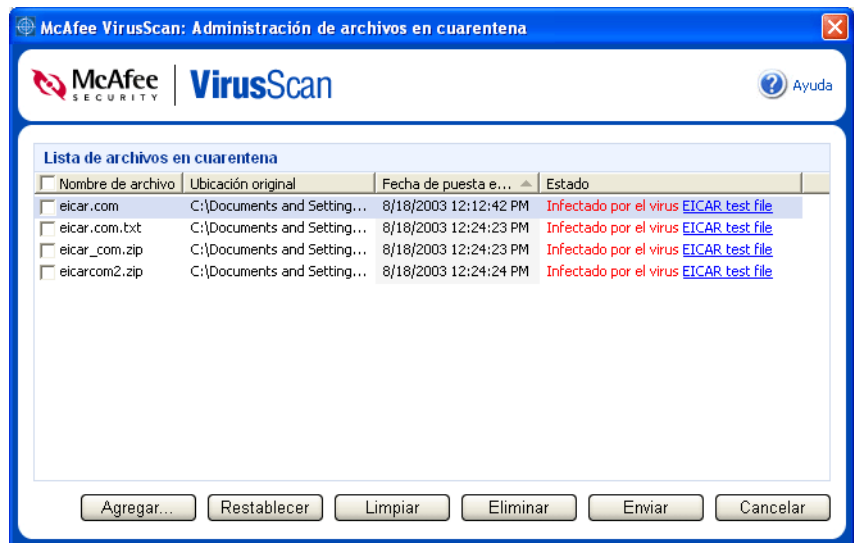 McAfee VirusScan: Administración de archivos en cuarentena
McAfee SECURITY VirusScan
Ayuda
Lista de archivos en cuarentena
Nombre de archivo Ubicación original Fecha de puesta e... Estado
eicar.com C:\Documents and Setting... 8/18/2003 12:12:42 PM Infectado por el virus EICAR test file
eicar.com.txt C:\Documents and Setting... 8/18/2003 12:24:23 PM Infectado por el virus EICAR test file
eicar_com.zip C:\Documents and Setting... 8/18/2003 12:24:23 PM Infectado por el virus EICAR test file
eicarcom2.zip C:\Documents and Setting... 8/18/2003 12:24:24 PM Infectado por el virus EICAR test file
Agregar... Restablecer Limpiar Eliminar Enviar Cancelar